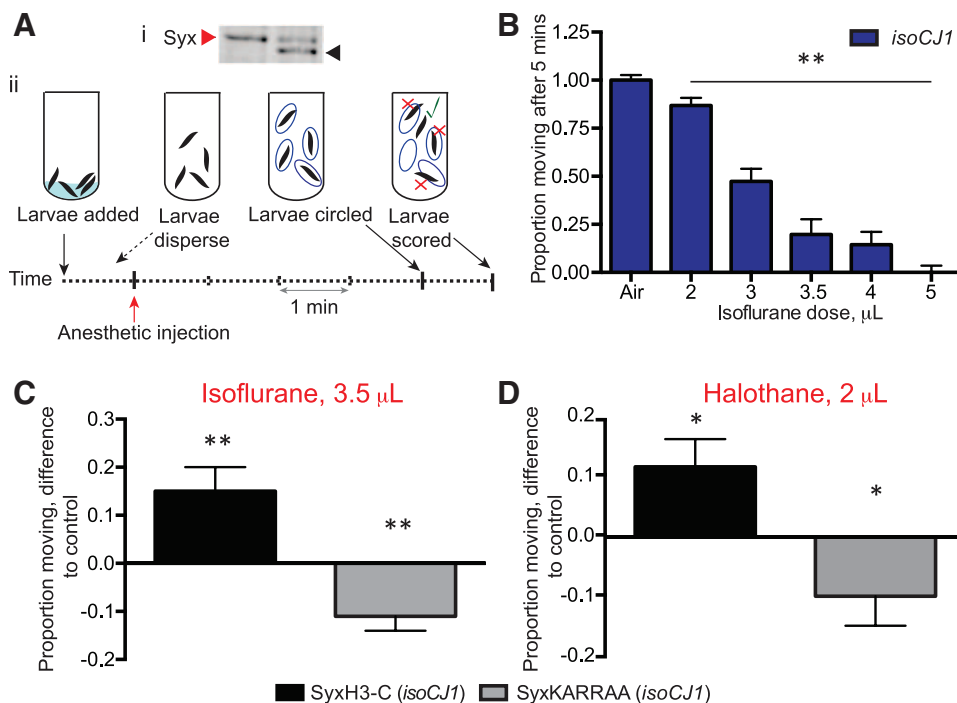 A
i
Syx
ii
Larvae added
Larvae
disperse
Larvae circled
Larvae
scored
Time
1 min
Anesthetic injection
B
isoCJ1
**
Proportion moving after 5 mins
1.25
1.00
0.75
0.50
0.25
0.00
Air
2
3
3.5
4
5
Isoflurane dose, μL
C
Isoflurane, 3.5 μL
Proportion moving, difference
to control
0.3
0.2
0.1
0.0
-0.1
-0.2
**
**
D
Halothane, 2 μL
Proportion moving, difference
to control
0.2
0.1
0.0
-0.1
-0.2
*
*
SyxH3-C (isoCJ1)
SyxKARRAA (isoCJ1)